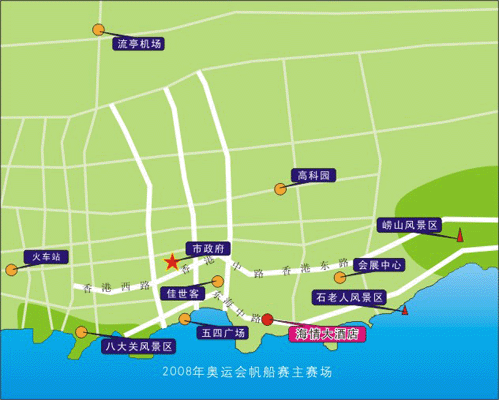 流亭机场
高科园
崂山风景区
市政府
火车站
香港中路
香港东路
会展中心
香港西路
佳世客
东海中路
石老人风景区
五四广场
海情大酒店
八大关风景区
2008年奥运会帆船赛主赛场